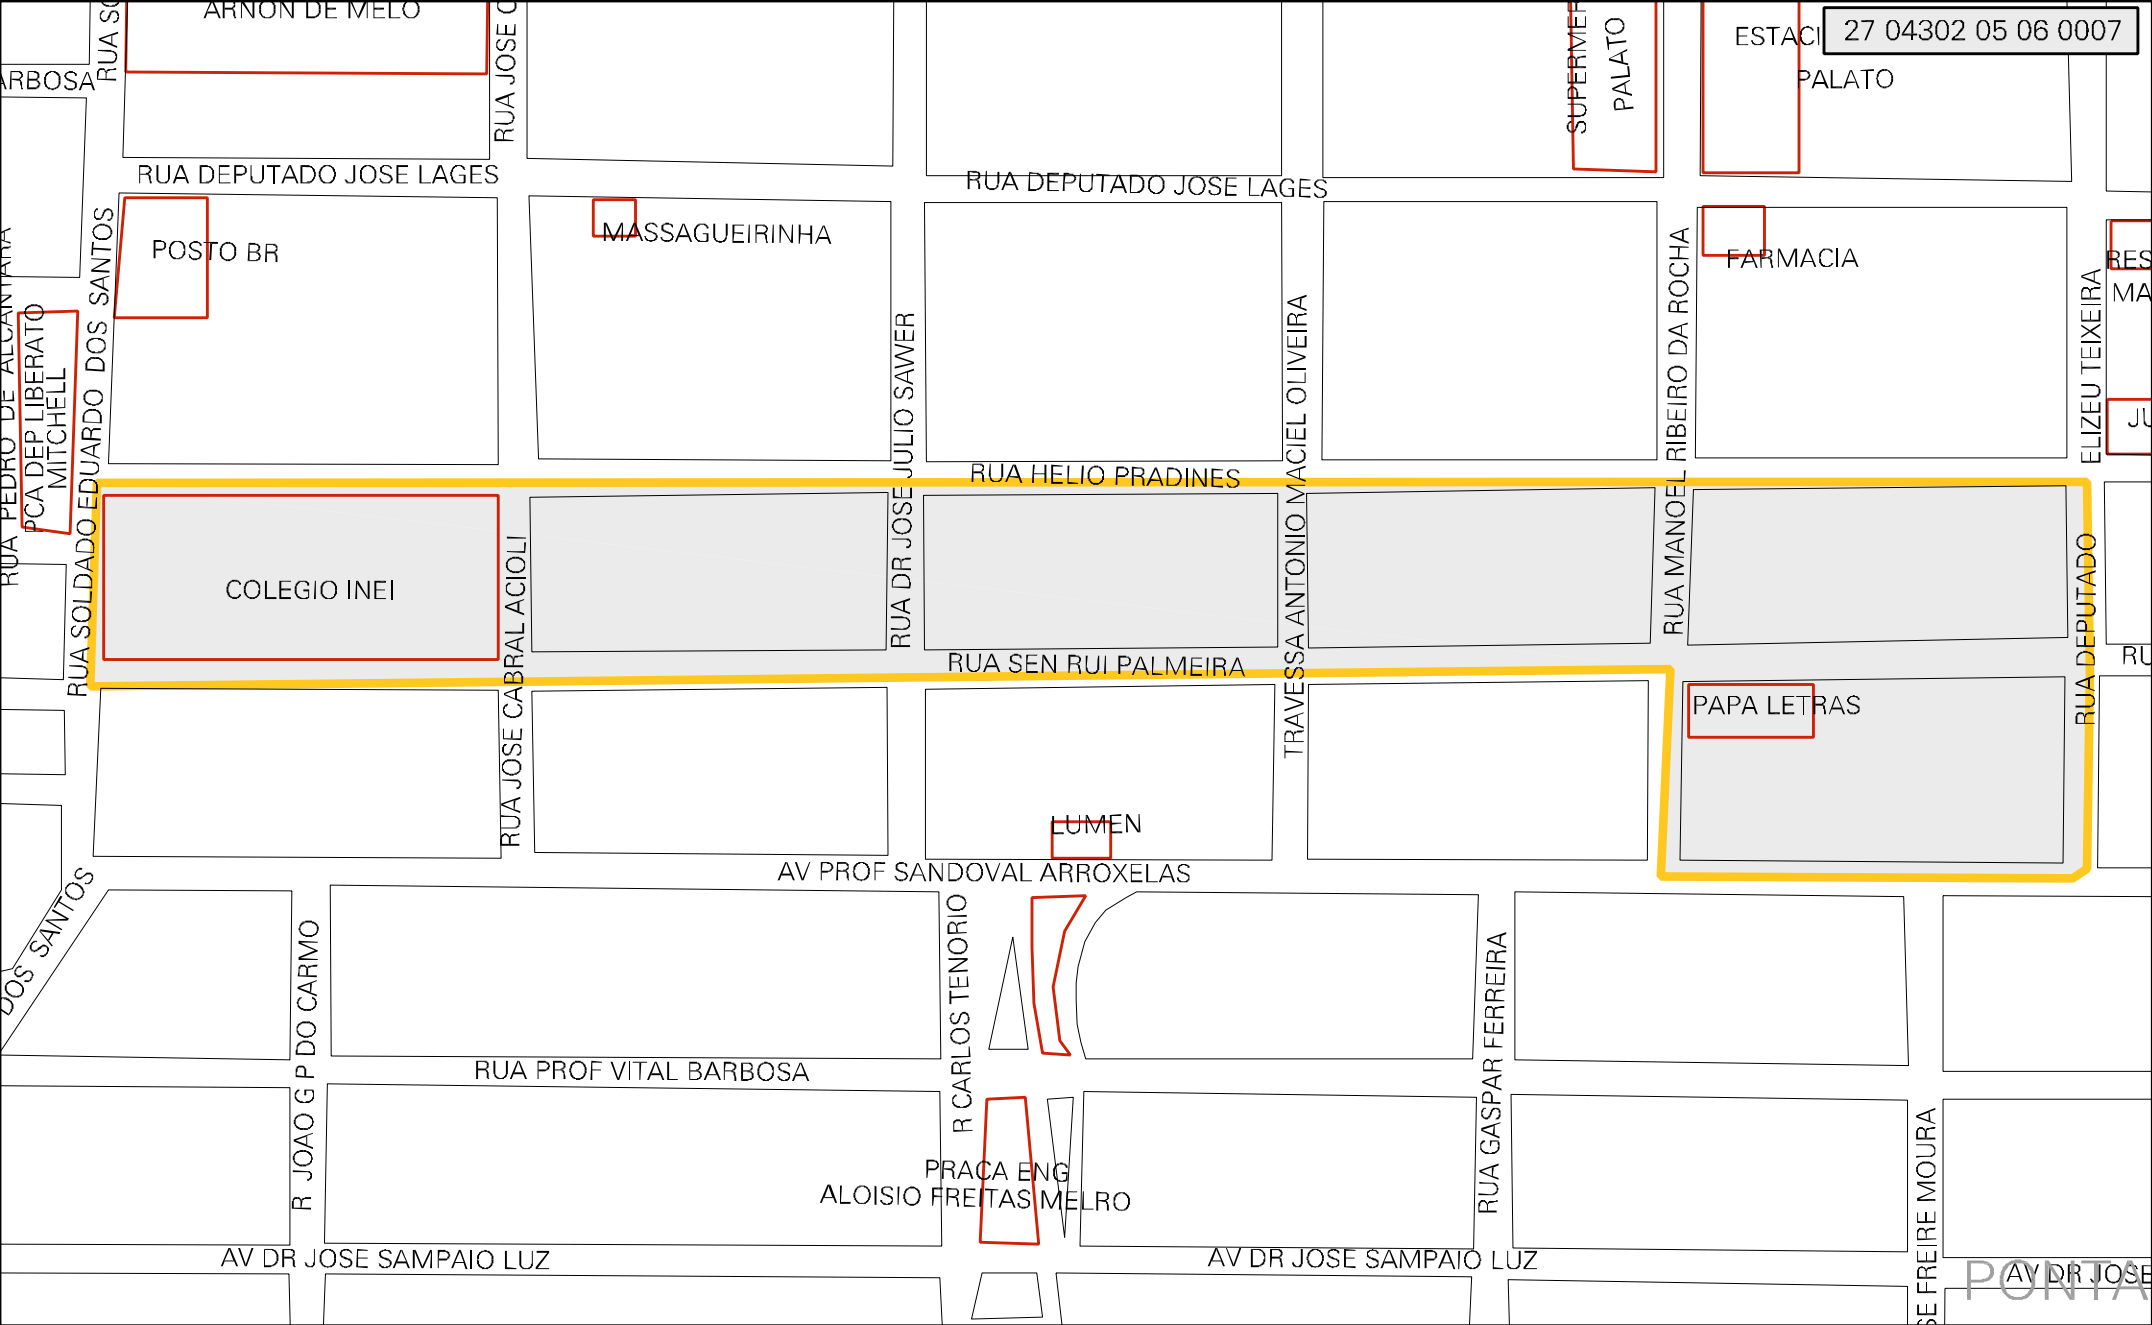 ARNON DE MELO
RUA JOSE C
SUPERMER
PALATO
ESTACI
27 04302 05 06 0007
PALATO
ARBOSA
RUA SO
RUA DEPUTADO JOSE LAGES
RUA DEPUTADO JOSE LAGES
POSTO BR
MASSAGUEIRINHA
FARMACIA
RES
MA
RUA PEDRO DE ALCANTARA
PCA DEP LIBERATO
MITCHELL
RUA SOLDADO EDUARDO DOS SANTOS
RUA DR JOSE JULIO SAWER
TRAVESSA ANTONIO MACIEL OLIVEIRA
RUA MANOEL RIBEIRO DA ROCHA
RUA DEPUTADO ELIZEU TEIXEIRA
JU
RUA HELIO PRADINES
COLEGIO INEI
RUA JOSE CABRAL ACIOLI
RUA SEN RUI PALMEIRA
RU
PAPA LETRAS
LUMEN
AV PROF SANDOVAL ARROXELAS
DOS SANTOS
R JOAO G P DO CARMO
R CARLOS TENORIO
RUA GASPAR FERREIRA
RUA PROF VITAL BARBOSA
PRACA ENG
ALOISIO FREITAS MELRO
SE FREIRE MOURA
AV DR JOSE SAMPAIO LUZ
AV DR JOSE SAMPAIO LUZ
AV DR JOSE
PONTA